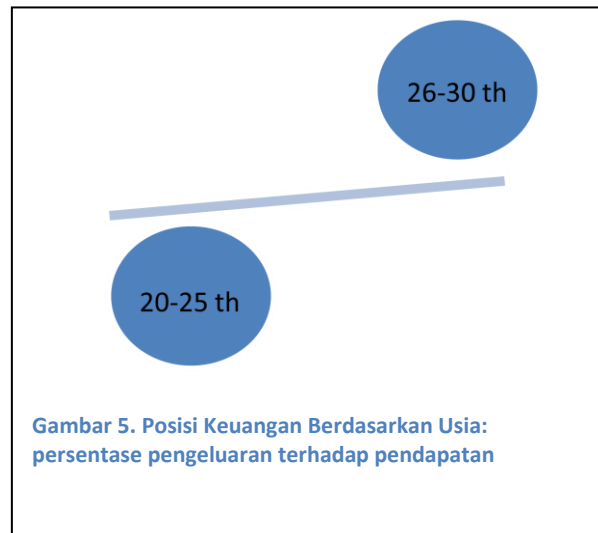 26-30 th
20-25 th
Gambar 5. Posisi Keuangan Berdasarkan Usia:
persentase pengeluaran terhadap pendapatan